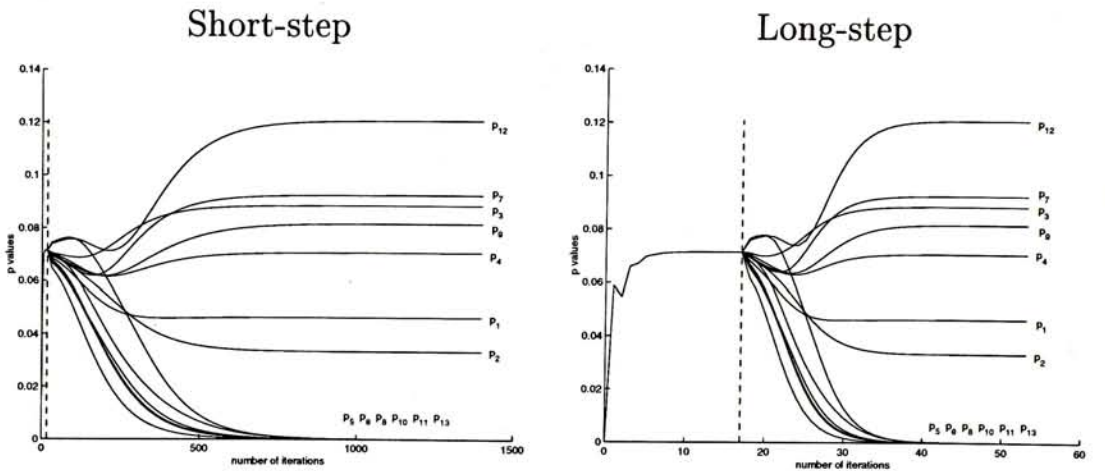 Short-step
Long-step
p values
0.14
0.12
0.1
0.08
0.06
0.04
0.02
0
P12
P7
P3
P9
P4
P1
P2
P5 P6 P8 P10 P11 P13
0 500 1000 1500
number of iterations
p values
0.14
0.12
0.1
0.08
0.06
0.04
0.02
0
P12
P7
P3
P9
P4
P1
P2
P5 P6 P8 P10 P11 P13
0 10 20 30 40 50 60
number of iterations